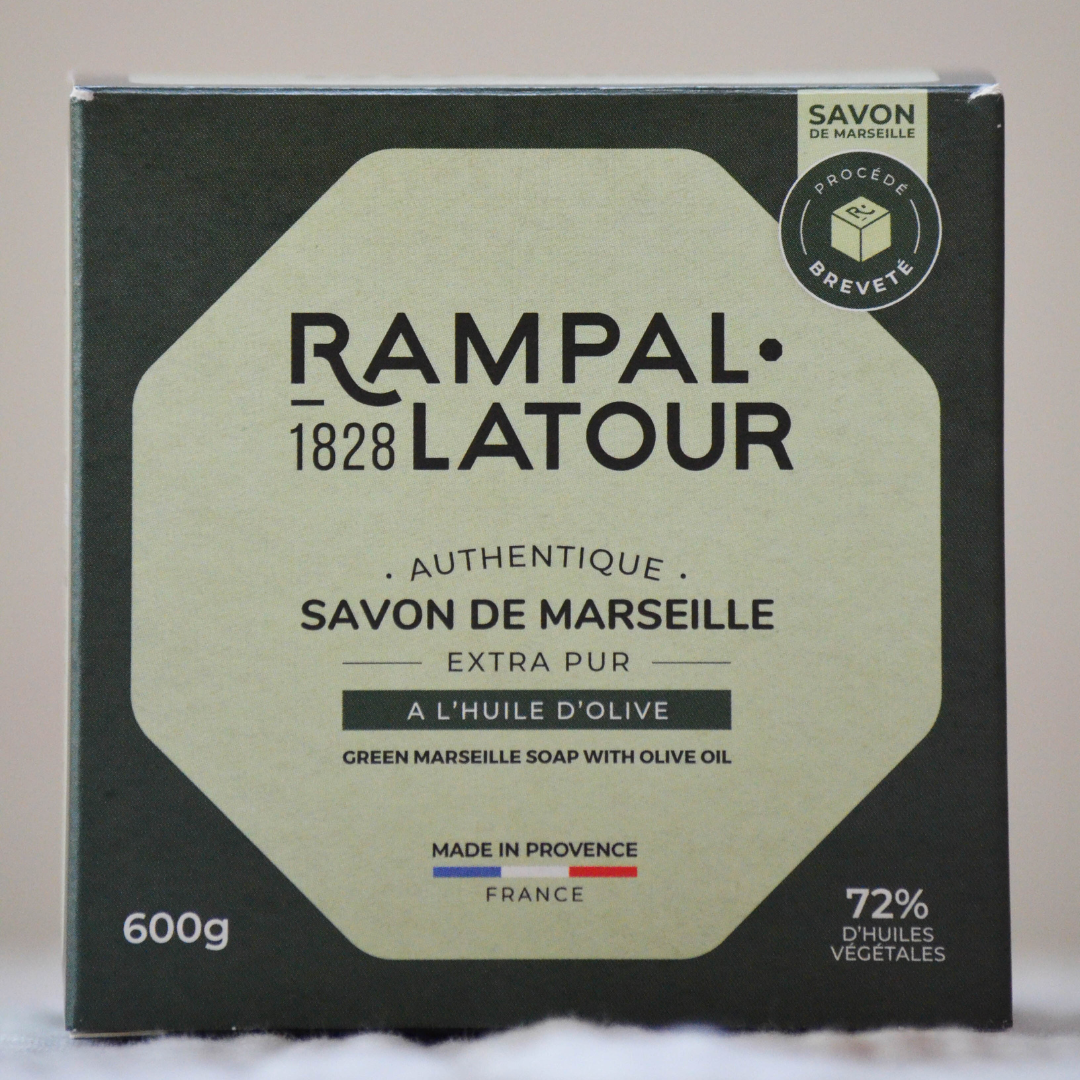 SAVON
DE MARSEILLE
PROCÉDÉ
R.
BREVETÉ
RAMPAL·
1828 LATOUR
· AUTHENTIQUE ·
SAVON DE MARSEILLE
EXTRA PUR
A L'HUILE D'OLIVE
GREEN MARSEILLE SOAP WITH OLIVE OIL
MADE IN PROVENCE
FRANCE
600g
72%
D'HUILES
VÉGÉTALES